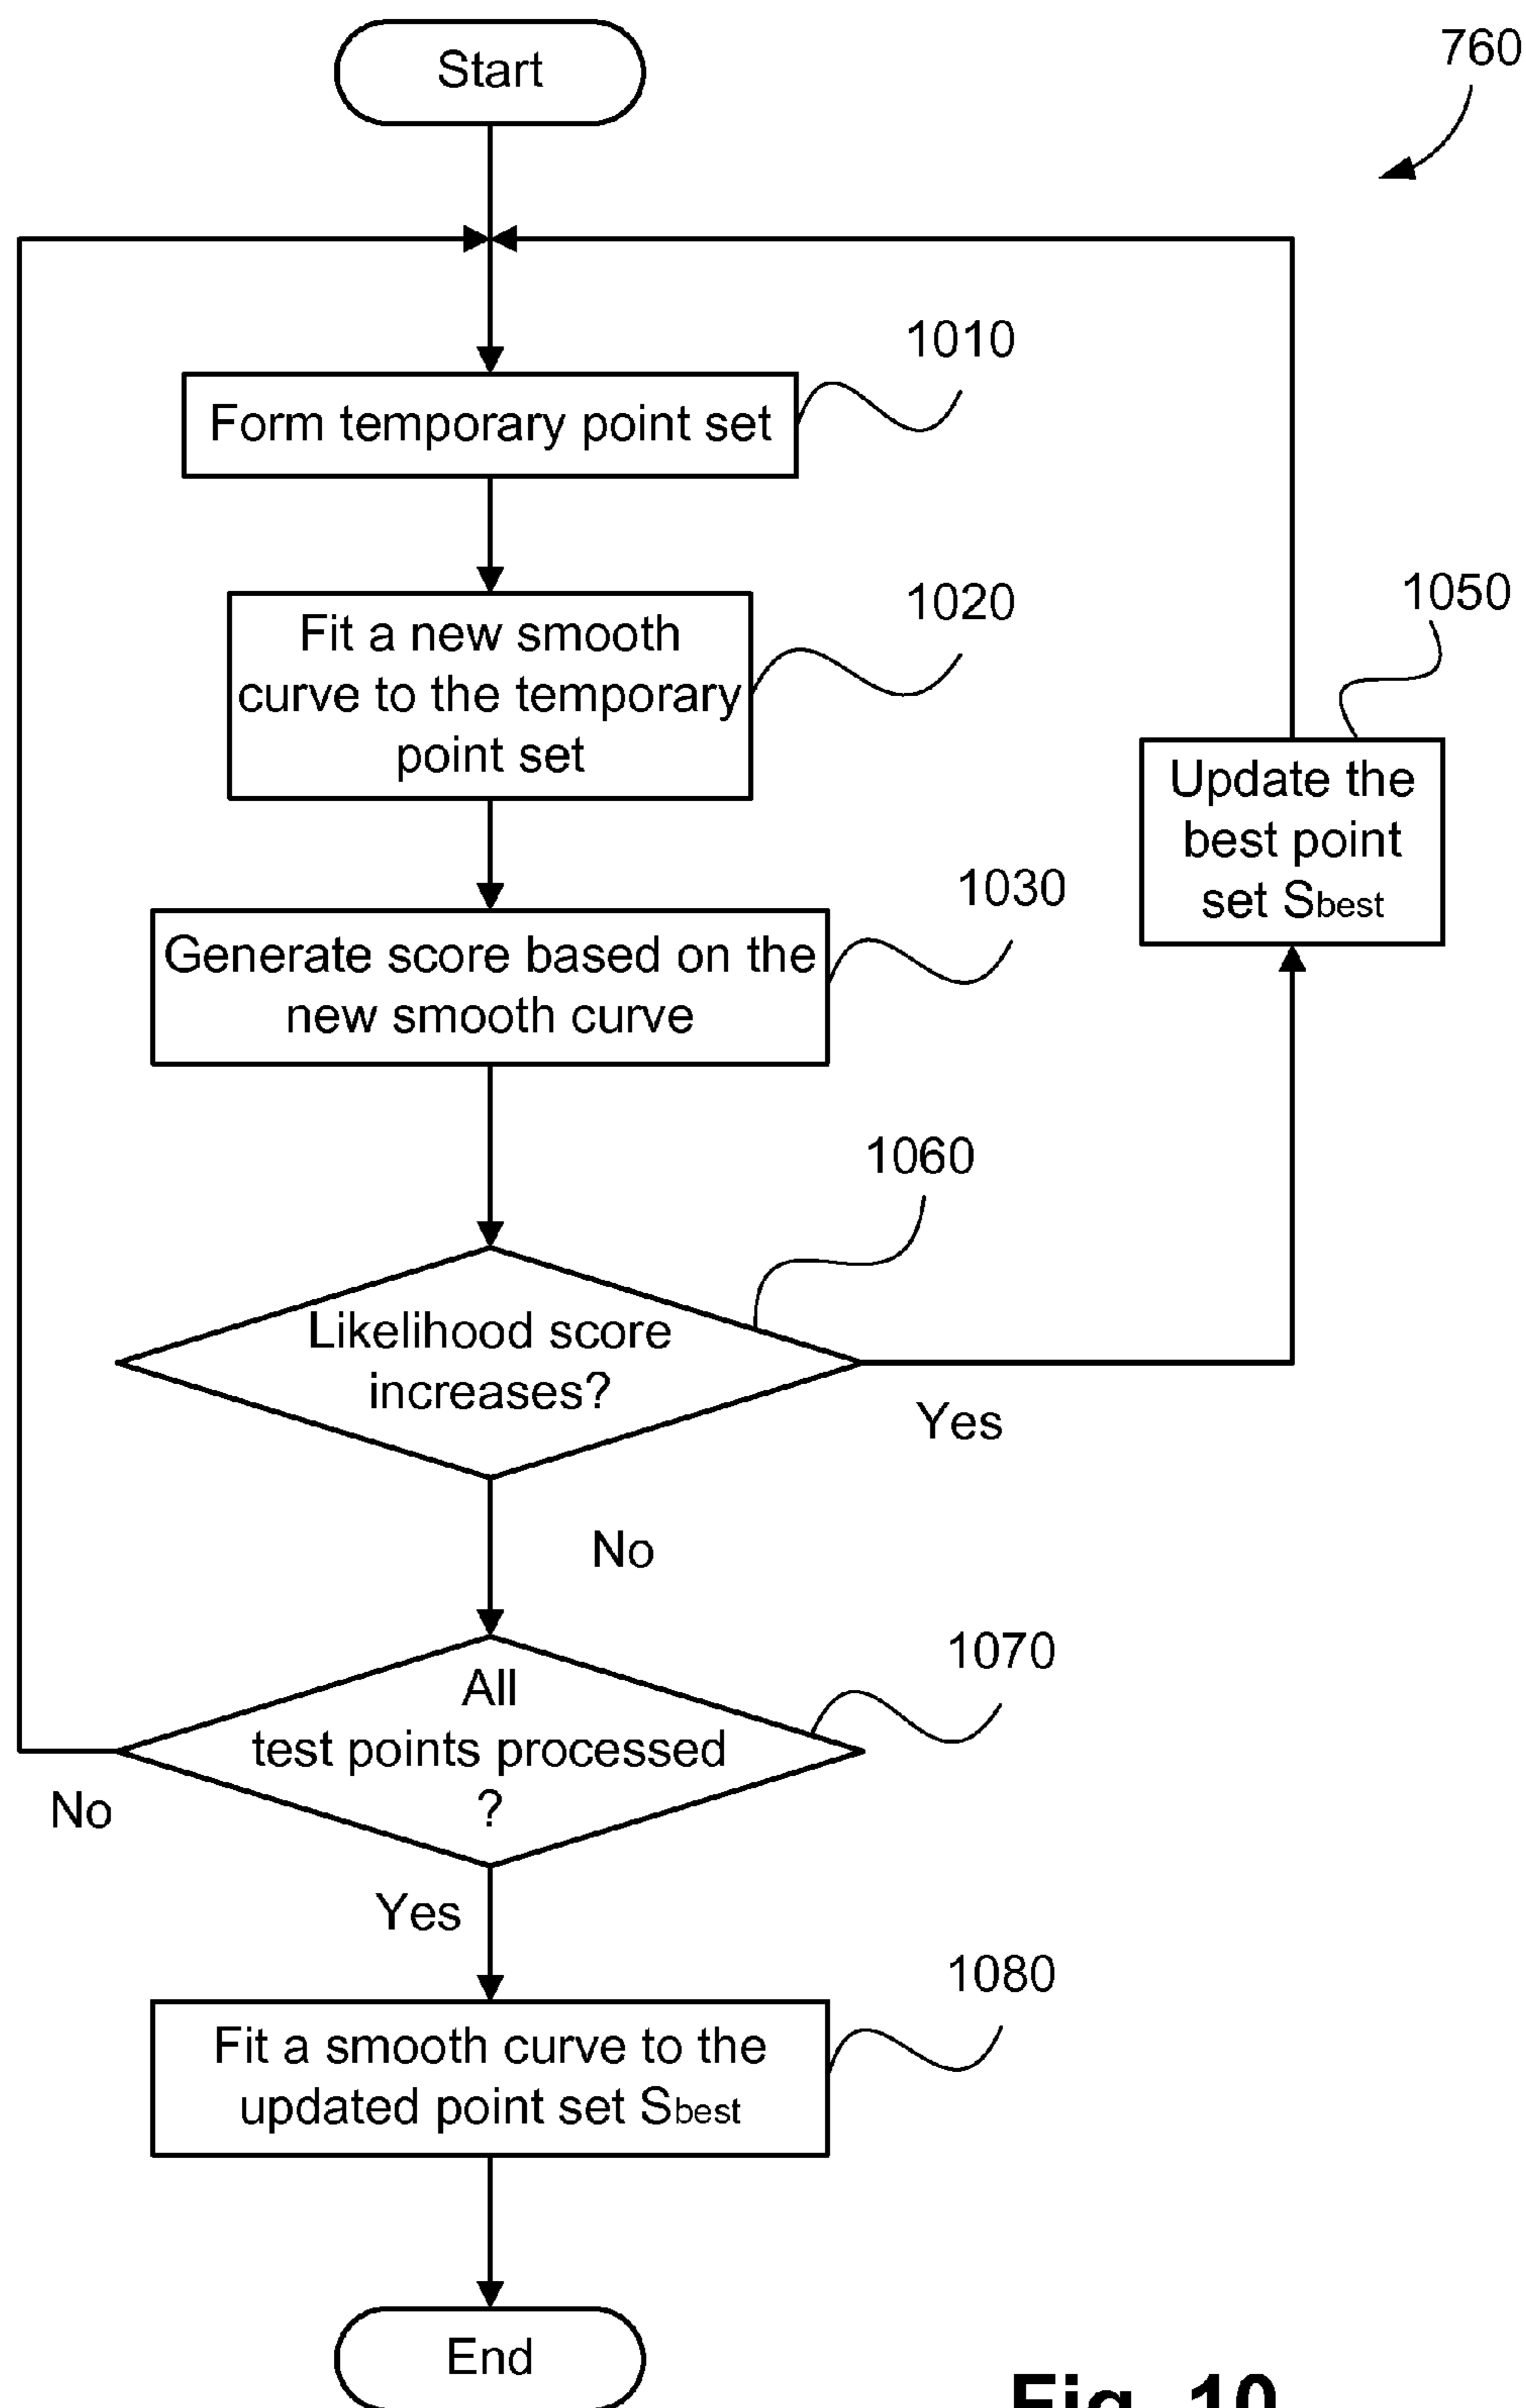 Start
760
1010
Form temporary point set
1020
Fit a new smooth
curve to the temporary
point set
1050
Update the
best point
set Sbest
1030
Generate score based on the
new smooth curve
1060
Likelihood score
increases?
Yes
No
1070
All
test points processed
?
No
Yes
1080
Fit a smooth curve to the
updated point set Sbest
End
Fig. 10